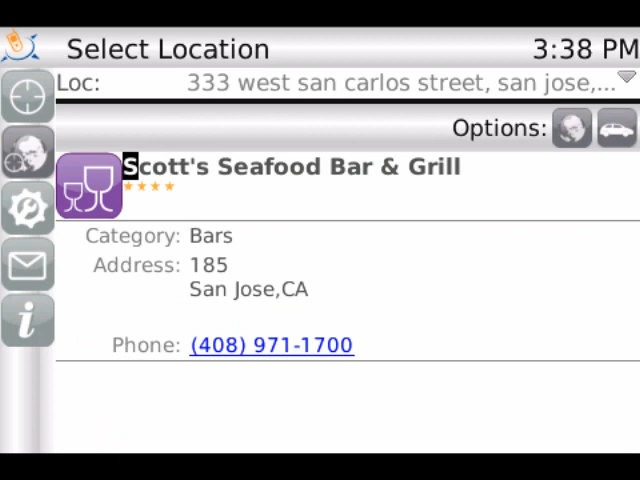 Select Location 3:38 PM
Loc: 333 west san carlos street, san jose,...
Options:
Scott's Seafood Bar & Grill
Category: Bars
Address: 185
San Jose,CA
Phone: (408) 971-1700